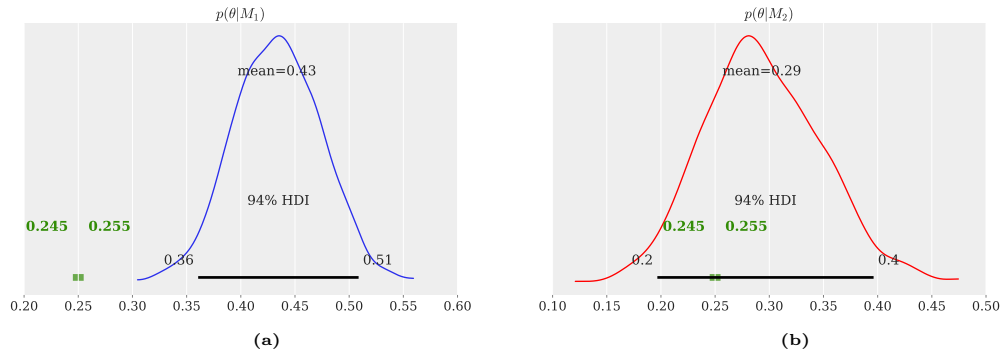 p(θ|M₁)
mean=0.43
94% HDI
0.245 0.255
0.36 0.51
0.20 0.25 0.30 0.35 0.40 0.45 0.50 0.55 0.60
(a)
p(θ|M₂)
mean=0.29
94% HDI
0.245 0.255
0.2 0.4
0.10 0.15 0.20 0.25 0.30 0.35 0.40 0.45 0.50
(b)